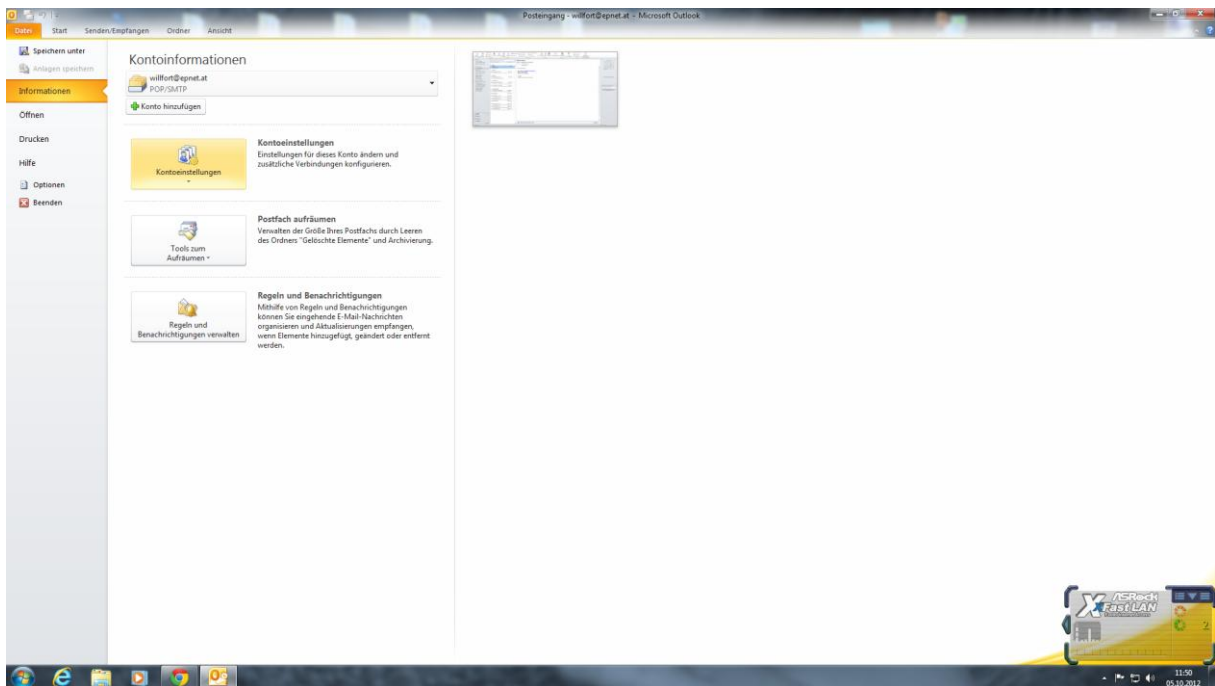 Posteingang - willfort@epnet.at - Microsoft Outlook
Datei Start Senden/Empfangen Ordner Ansicht
Speichern unter
Anlagen speichern
Informationen
Öffnen
Drucken
Hilfe
Optionen
Beenden
Kontoinformationen
willfort@epnet.at
POP/SMTP
Konto hinzufügen
Kontoeinstellungen
Kontoeinstellungen
Einstellungen für dieses Konto ändern und
zusätzliche Verbindungen konfigurieren.
Tools zum
Aufräumen
Postfach aufräumen
Verwalten der Größe Ihres Postfachs durch Leeren
des Ordners "Gelöschte Elemente" und Archivierung.
Regeln und
Benachrichtigungen verwalten
Regeln und Benachrichtigungen
Mithilfe von Regeln und Benachrichtigungen
können Sie eingehende E-Mail-Nachrichten
organisieren und Aktualisierungen empfangen,
wenn Elemente hinzugefügt, geändert oder entfernt
werden.
ASRock
XFast LAN
2
11:50
05.10.2012